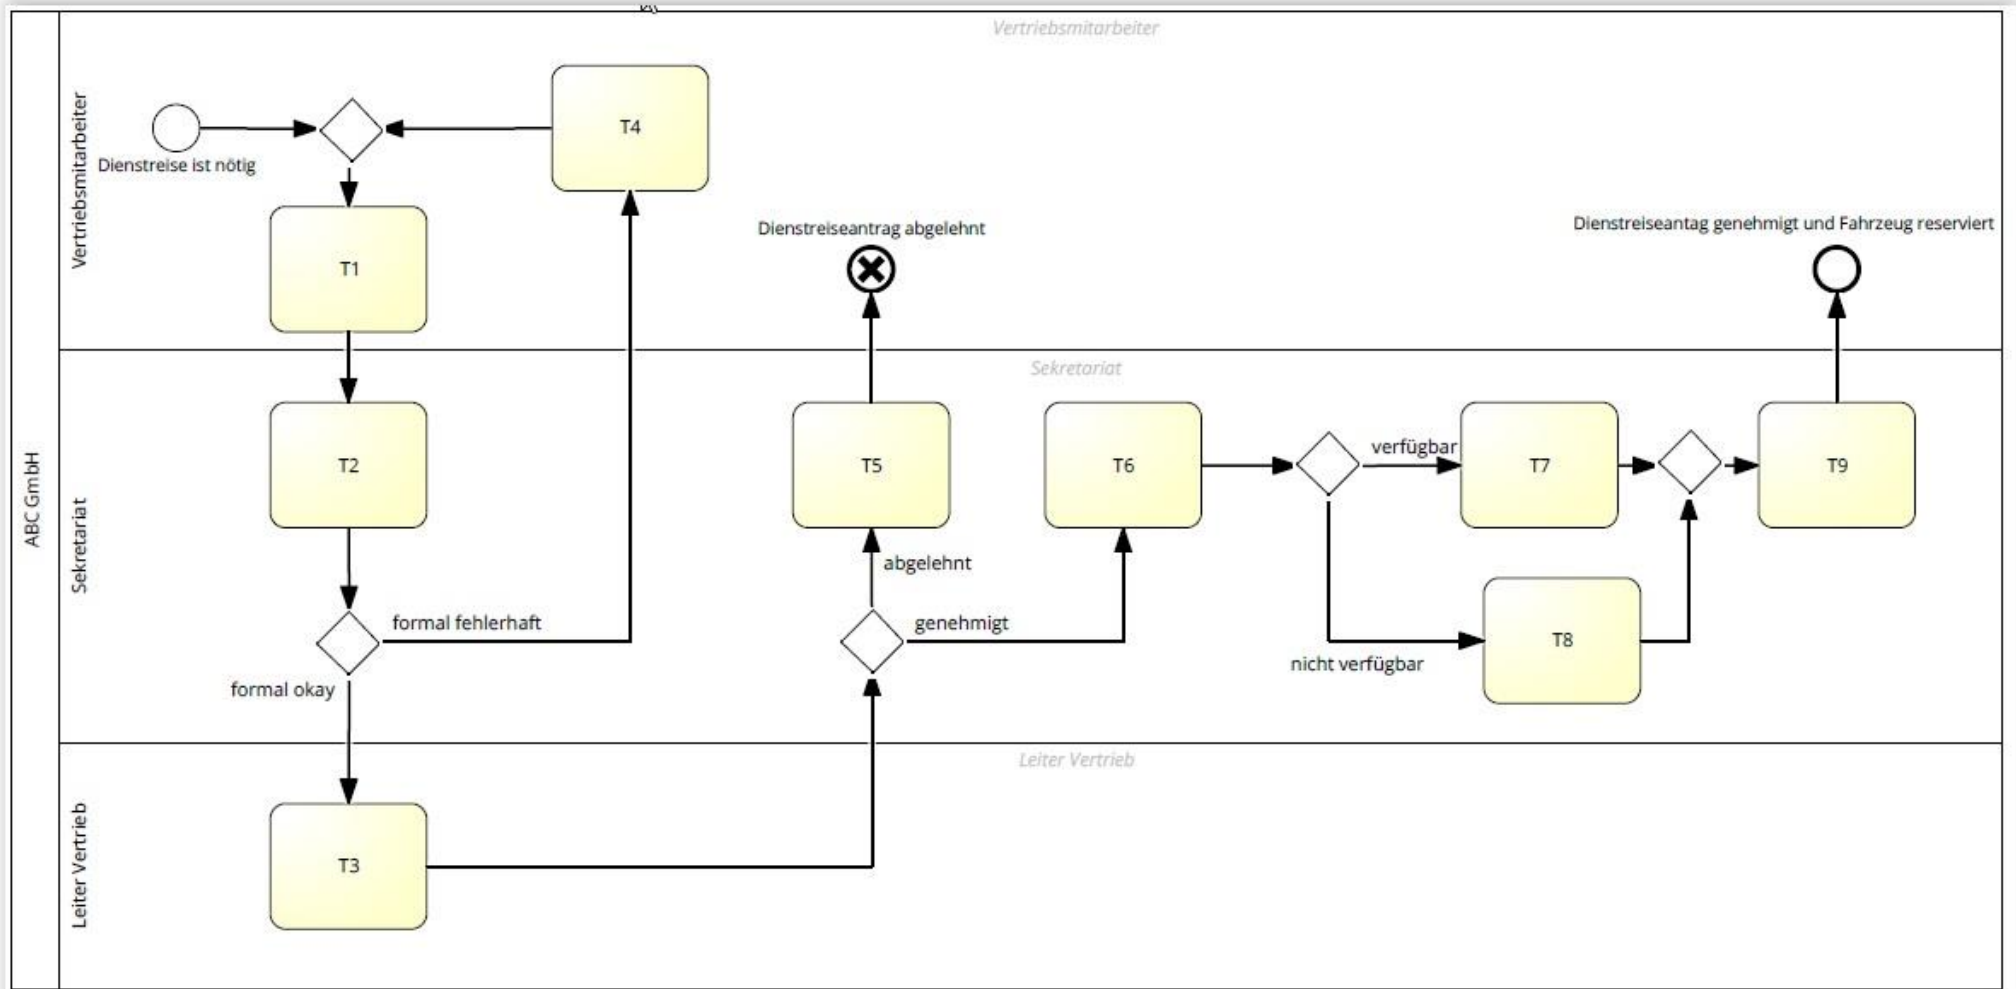 Vertriebsmitarbeiter
ABC GmbH
Vertriebsmitarbeiter
Dienstreise ist nötig
T4
T1
Dienstreiseantrag abgelehnt
Dienstreiseantag genehmigt und Fahrzeug reserviert
Sekretariat
Sekretariat
T2
formal fehlerhaft
formal okay
T5
abgelehnt
genehmigt
T6
verfügbar
T7
nicht verfügbar
T8
T9
Leiter Vertrieb
Leiter Vertrieb
T3